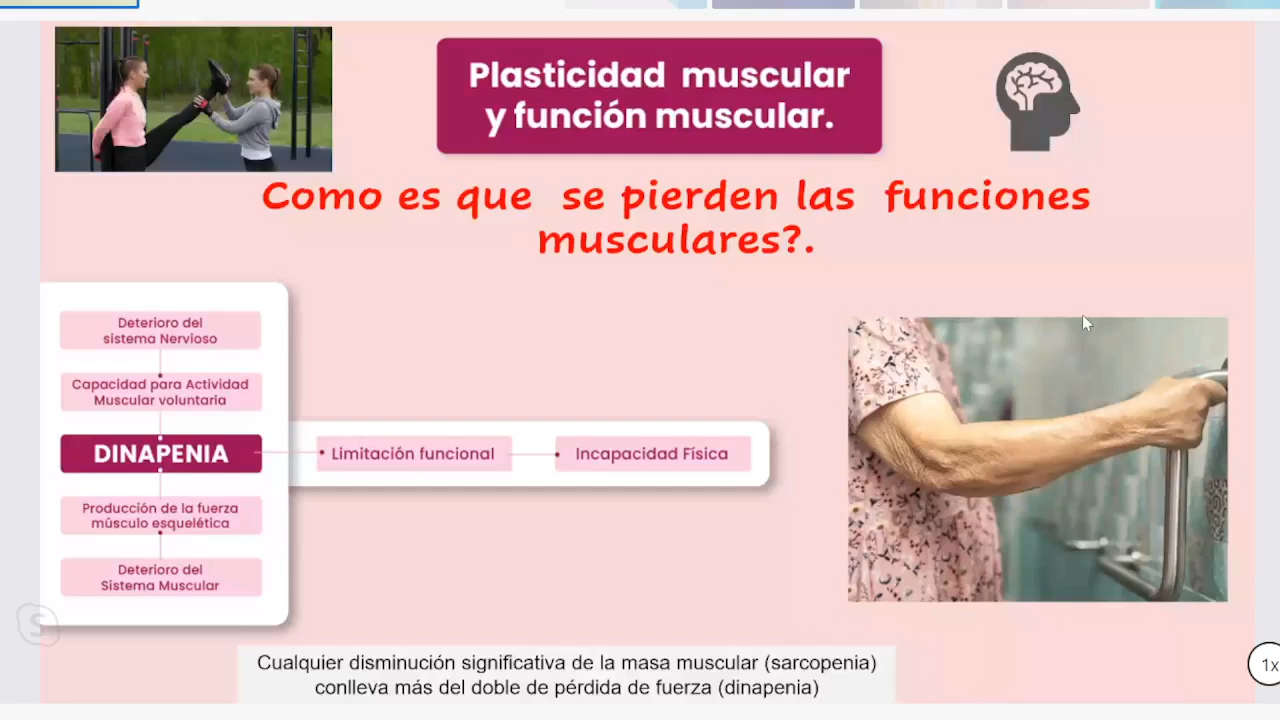 Plasticidad muscular
y función muscular.
Como es que se pierden las funciones
musculares?.
Deterioro del
sistema Nervioso
Capacidad para Actividad
Muscular voluntaria
DINAPENIA
Limitación funcional
Incapacidad Física
Producción de la fuerza
músculo esquelética
Deterioro del
Sistema Muscular
S
Cualquier disminución significativa de la masa muscular (sarcopenia)
conlleva más del doble de pérdida de fuerza (dinapenia)
1x